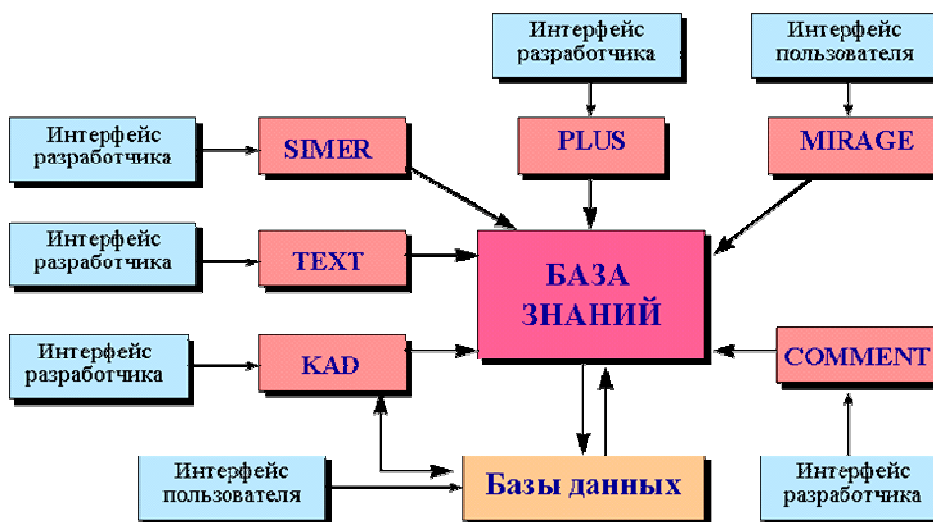 Интерфейс
разработчика
Интерфейс
пользователя
Интерфейс
разработчика
SIMER
PLUS
MIRAGE
Интерфейс
разработчика
TEXT
БАЗА
ЗНАНИЙ
Интерфейс
разработчика
KAD
COMMENT
Интерфейс
пользователя
Базы данных
Интерфейс
разработчика